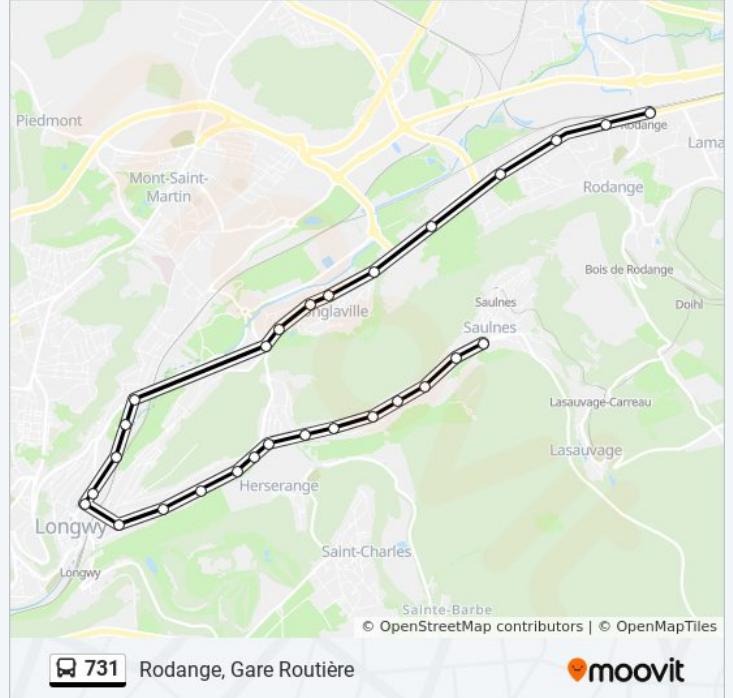 Piedmont
Mont-Saint-
Martin
Rodange
Lama
Rodange
Bois de Rodange
Doihl
Saulnes
Saulnes
onglaville
Lasauvage-Carreau
Lasauvage
Herserange
Longwy
Saint-Charles
Longwy
Sainte-Barbe
© OpenStreetMap contributors | © OpenMapTiles
731 Rodange, Gare Routière
moovit